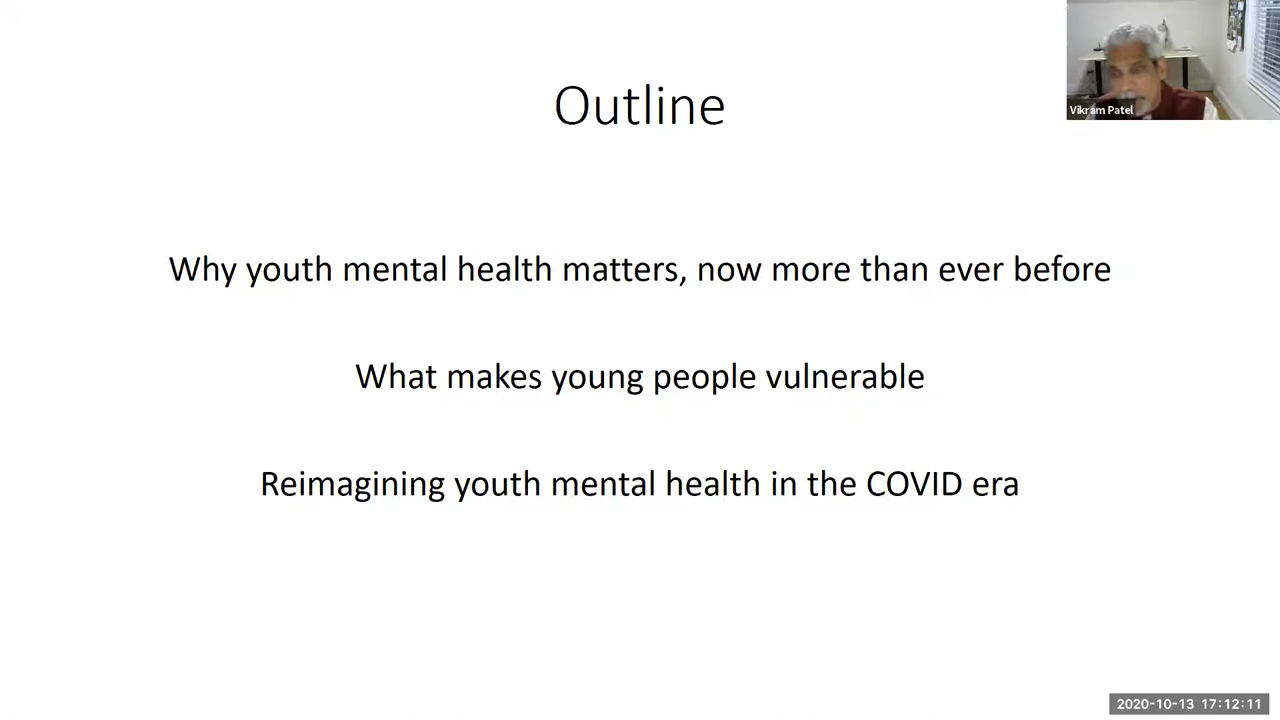 Outline
Vikram Patel
Why youth mental health matters, now more than ever before
What makes young people vulnerable
Reimagining youth mental health in the COVID era
2020-10-13 17:12:11